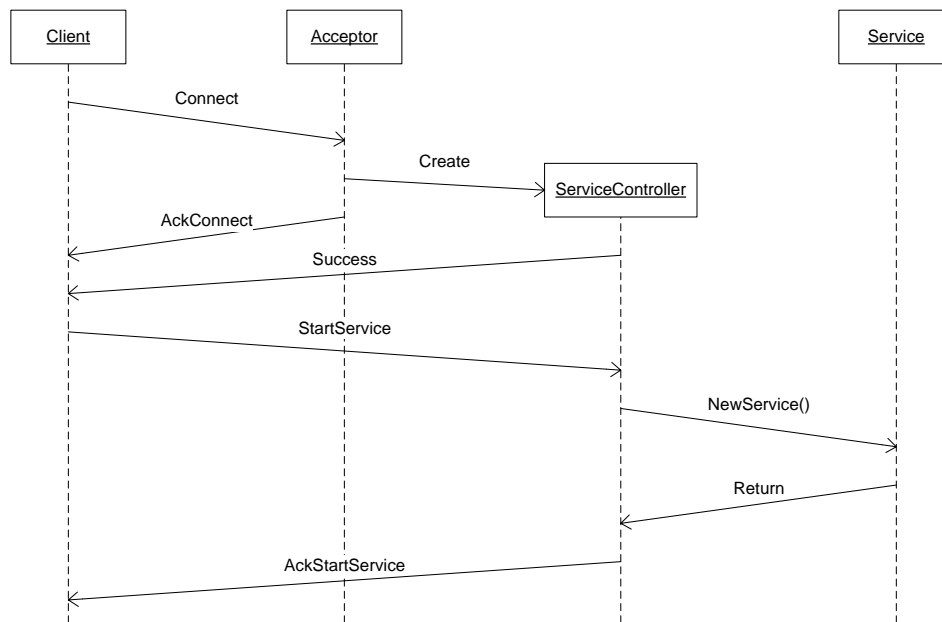 Client
Acceptor
Service
Connect
Create
ServiceController
AckConnect
Success
StartService
NewService()
Return
AckStartService